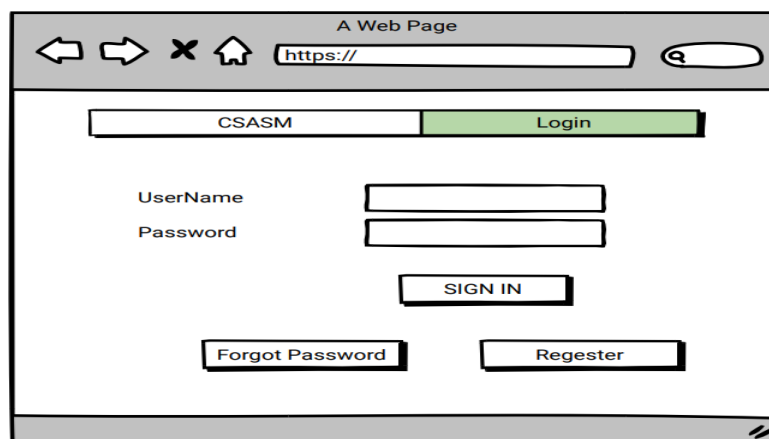 A Web Page
https://
CSASM Login
UserName
Password
SIGN IN
Forgot Password Regester